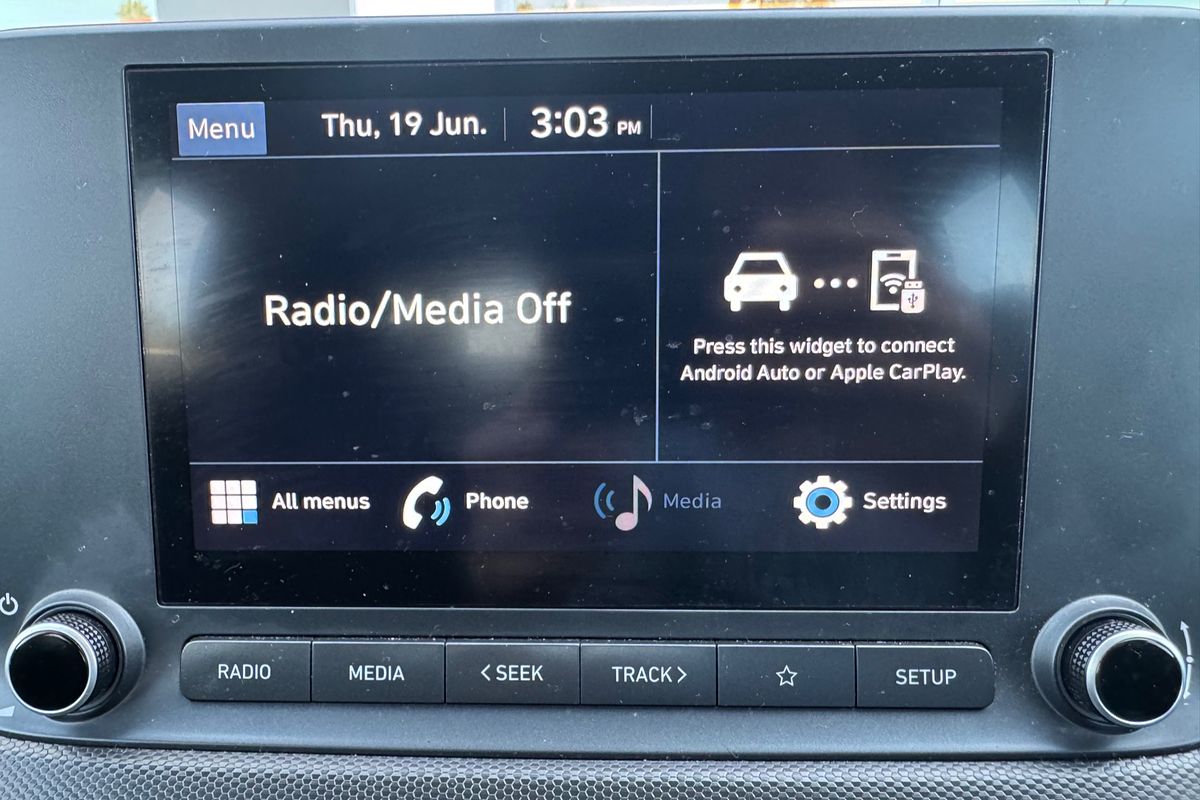 Menu
Thu, 19 Jun.
3:03 PM
Radio/Media Off
Press this widget to connect
Android Auto or Apple CarPlay.
All menus
Phone
Media
Settings
RADIO
MEDIA
< SEEK
TRACK >
☆
SETUP